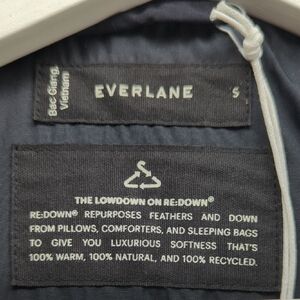 Bac Giang,
Vietnam
EVERLANE
S
THE LOWDOWN ON RE:DOWN®
RE:DOWN® REPURPOSES FEATHERS AND DOWN
FROM PILLOWS, COMFORTERS, AND SLEEPING BAGS
TO GIVE YOU LUXURIOUS SOFTNESS THAT'S
100% WARM, 100% NATURAL, AND 100% RECYCLED.